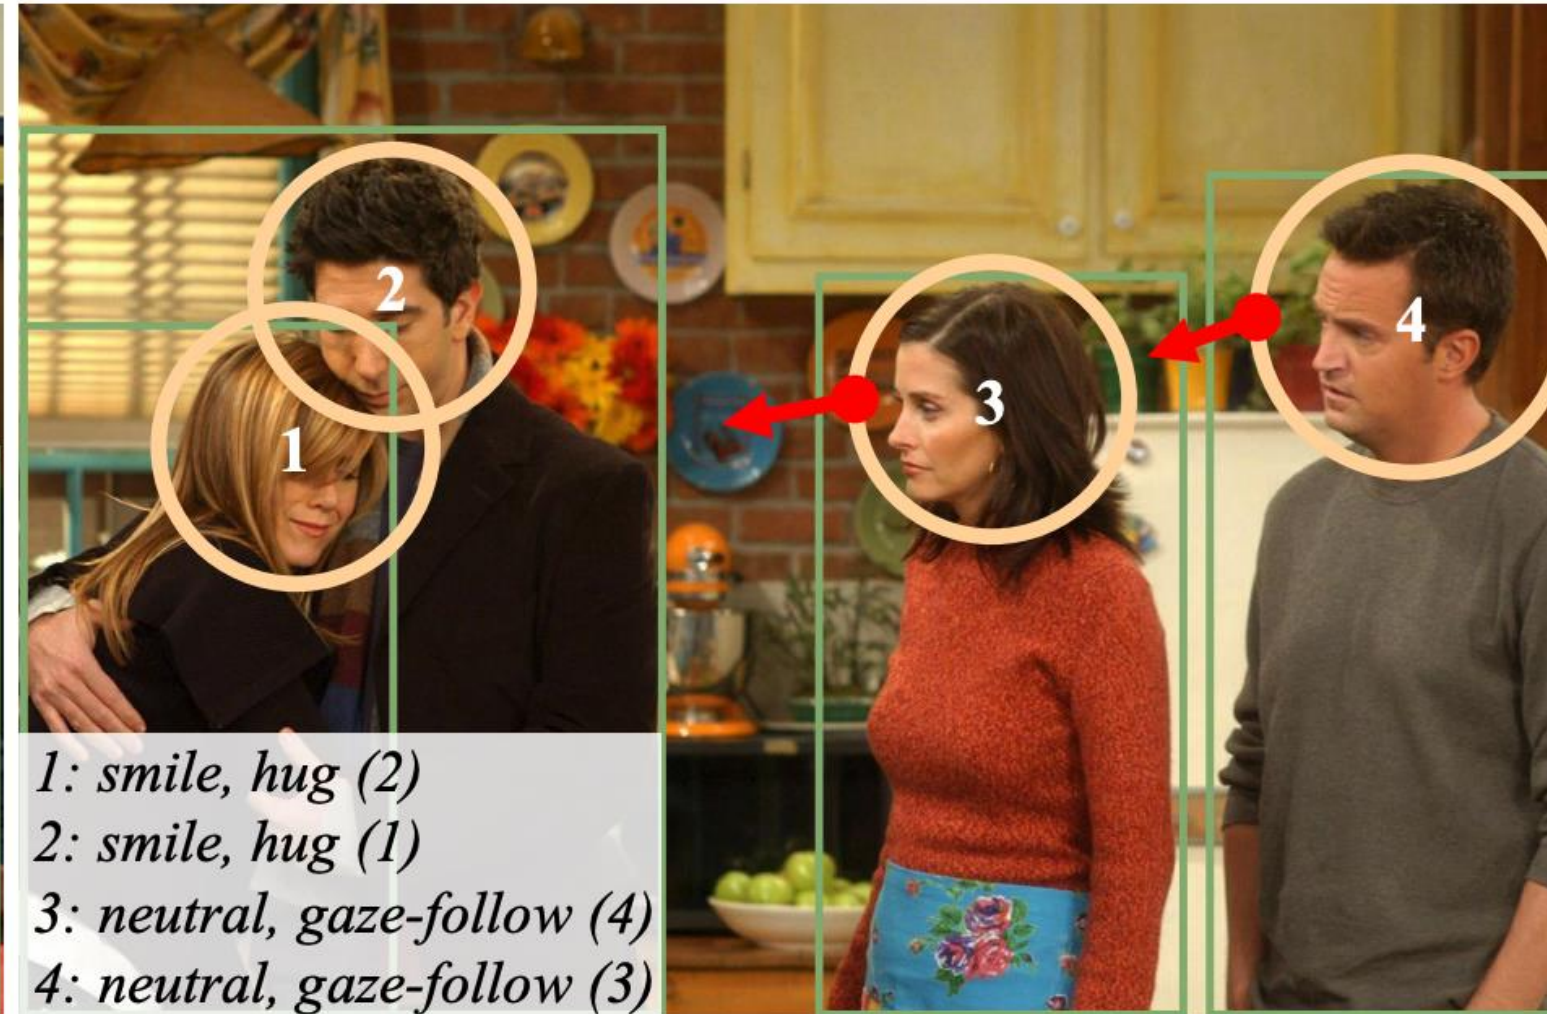 2
1
3
4
1: smile, hug (2)
2: smile, hug (1)
3: neutral, gaze-follow (4)
4: neutral, gaze-follow (3)